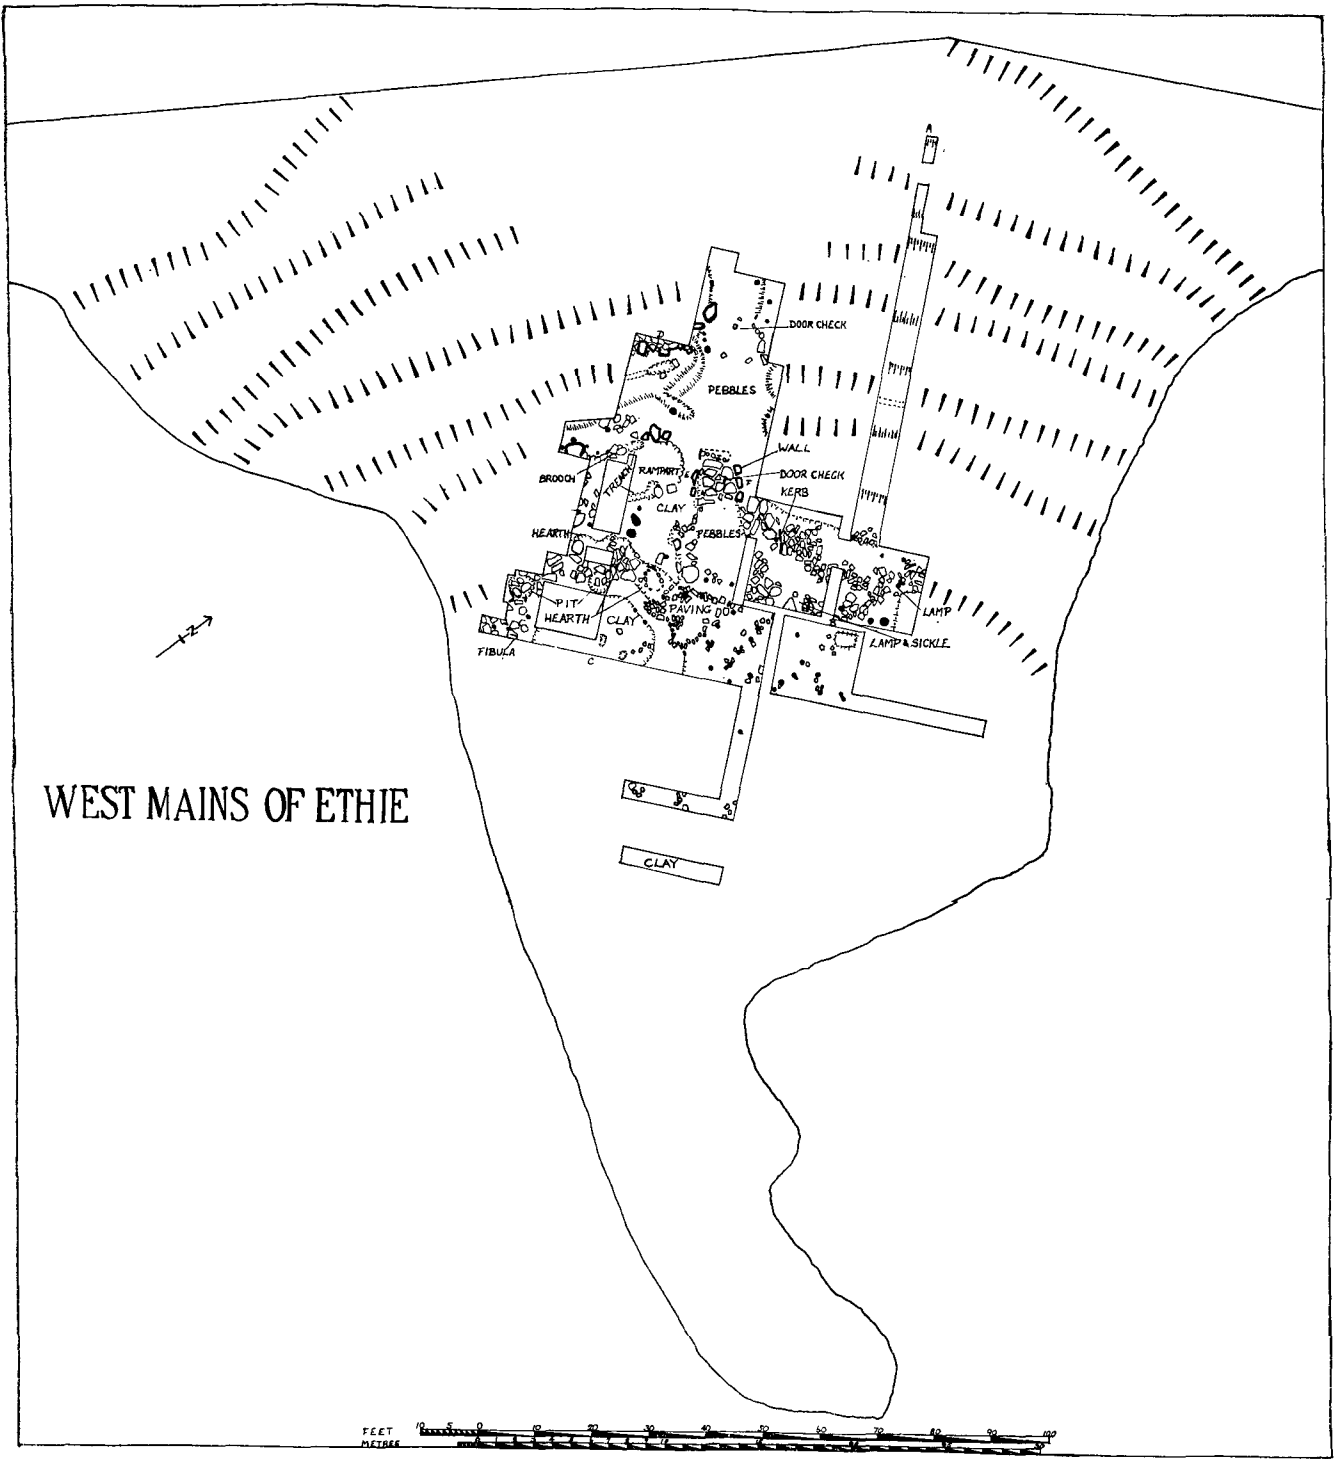 A
DOOR CHECK
D
PEBBLES
WALL
DOOR CHECK
KERB
BROOCH
TRENCH
RAMPART
E
F
CLAY
PEBBLES
HEARTH
PIT
HEARTH
CLAY
PAVING
LAMP
LAMP & SICKLE
FIBULA
C
N
WEST MAINS OF ETHIE
CLAY
FEET 10 5 0 10 20 30 40 50 60 70 80 90 100
METRES